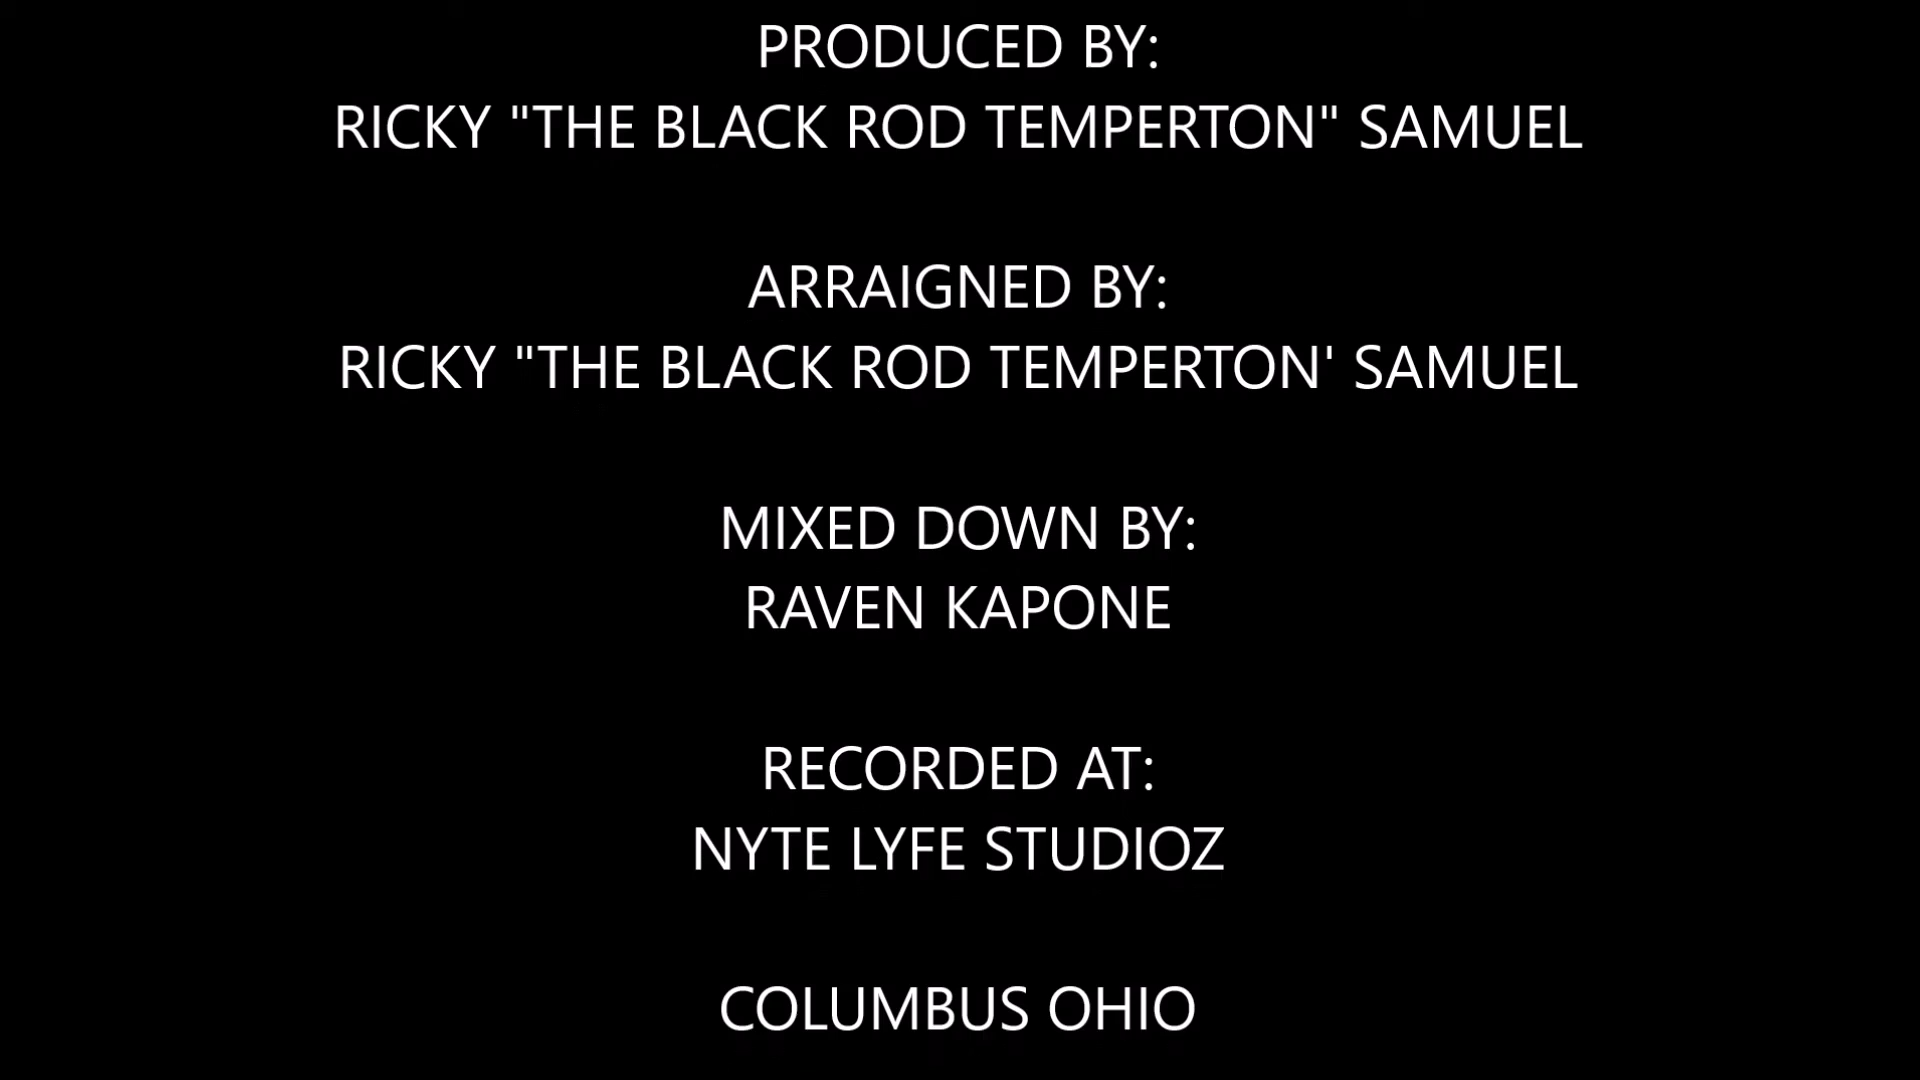 PRODUCED BY:
RICKY "THE BLACK ROD TEMPERTON" SAMUEL
ARRAIGNED BY:
RICKY "THE BLACK ROD TEMPERTON' SAMUEL
MIXED DOWN BY:
RAVEN KAPONE
RECORDED AT:
NYTE LYFE STUDIOZ
COLUMBUS OHIO